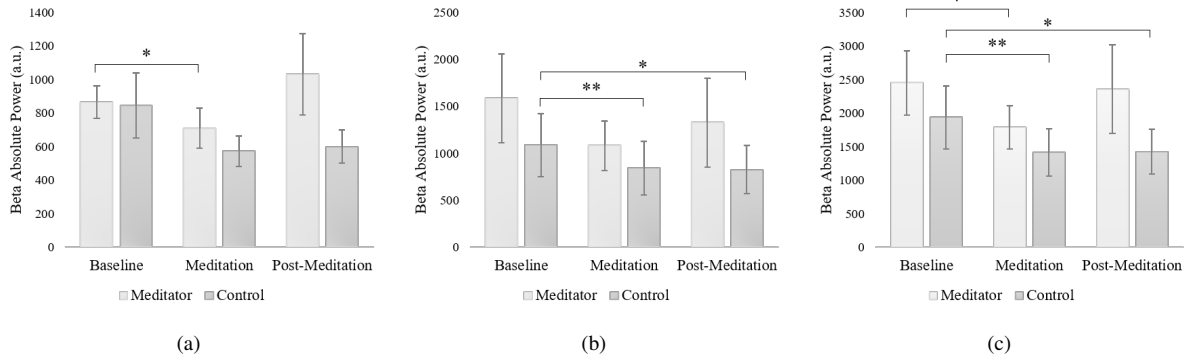 Beta Absolute Power (a.u.)
1400
1200
1000
800
600
400
200
0
*
Baseline
Meditation
Post-Meditation
Meditator
Control
(a)
Beta Absolute Power (a.u.)
2500
2000
1500
1000
500
0
*
**
Baseline
Meditation
Post-Meditation
Meditator
Control
(b)
Beta Absolute Power (a.u.)
3500
3000
2500
2000
1500
1000
500
0
*
**
Baseline
Meditation
Post-Meditation
Meditator
Control
(c)